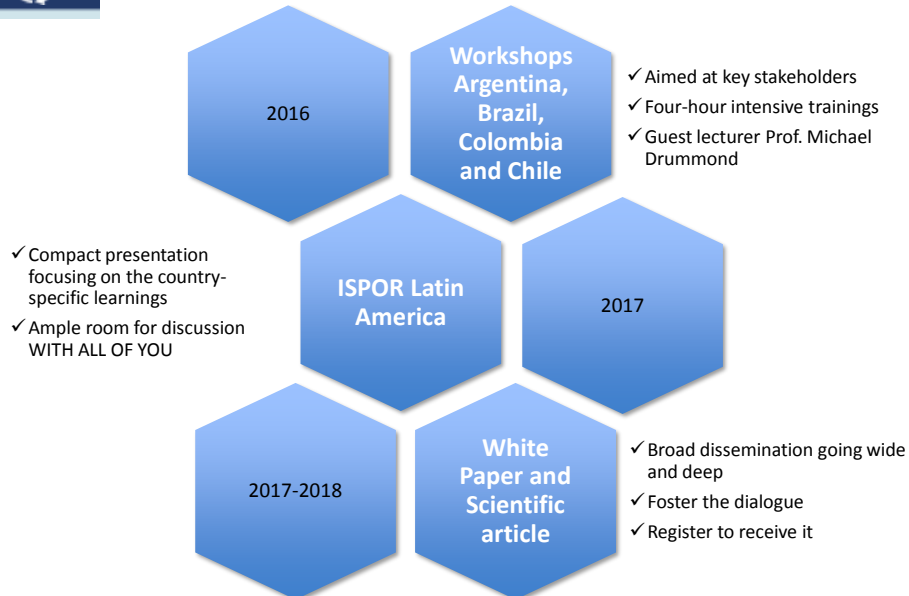 2016
Workshops
Argentina,
Brazil,
Colombia
and Chile
✓ Aimed at key stakeholders
✓ Four-hour intensive trainings
✓ Guest lecturer Prof. Michael
Drummond
✓ Compact presentation
focusing on the country-
specific learnings
✓ Ample room for discussion
WITH ALL OF YOU
ISPOR Latin
America
2017
2017-2018
White
Paper and
Scientific
article
✓ Broad dissemination going wide
and deep
✓ Foster the dialogue
✓ Register to receive it